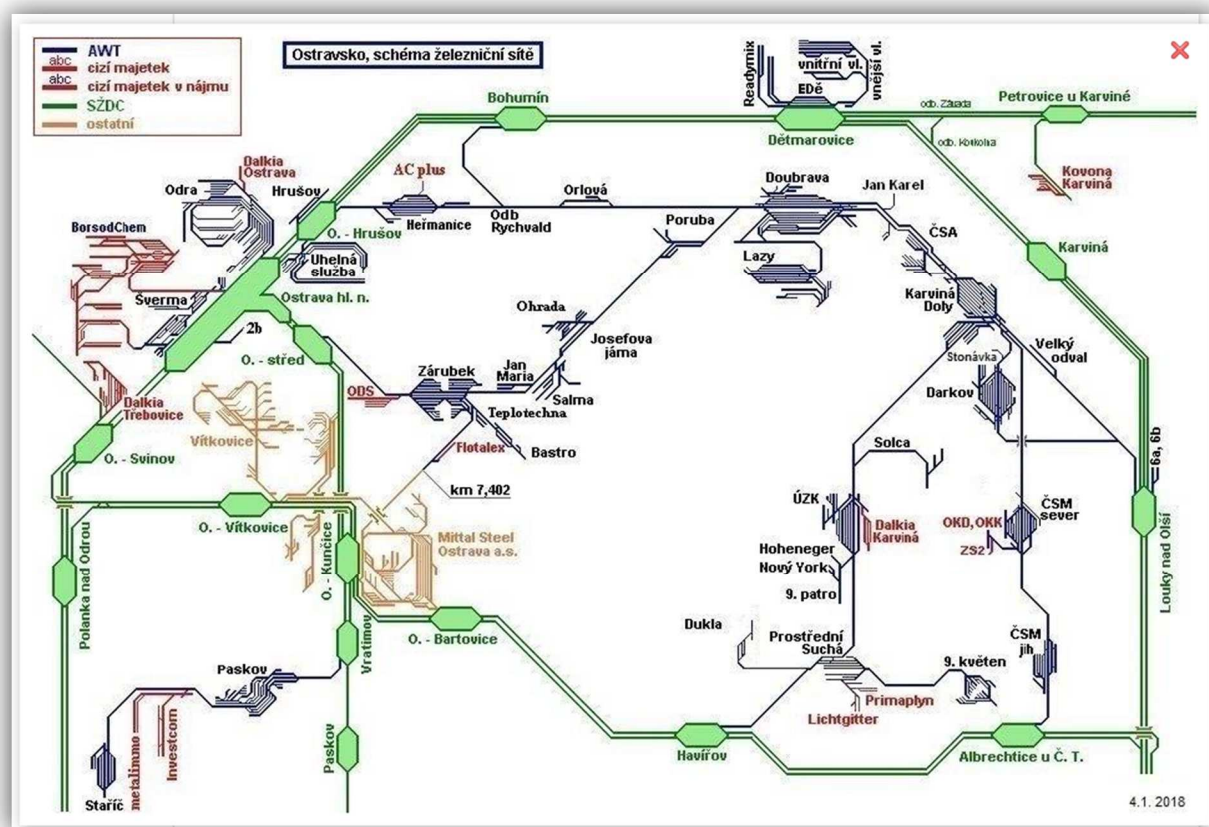 AWT
abc
cizí majetek
abc
cizí majetek v nájmu
SŽDC
ostatní
Ostravsko, schéma železniční sítě
Readymix
vnitřní vl.
EDě
vnější vl.
Bohumín
Dětmarovice
odb. Závada
Petrovice u Karviné
odb. Koukolná
Kovona
Karviná
Dalkia
Ostrava
Odra
Hrušov
AC plus
Heřmanice
O. - Hrušov
Odb
Rychvald
Orlová
Poruba
Doubrava
Jan Karel
ČSA
Karviná
Lazy
Karviná
Doly
BorsodChem
Šverma
Uhelná
služba
Ostrava hl. n.
2b
O. - střed
Ohrada
Josefova
jáma
Jan
Maria
Salma
Zárubek
ODS
Teplotechna
Bastro
Flotalex
km 7,402
Stonávka
Darkov
Velký
odval
Dalkia
Třebovice
O. - Svinov
Vítkovice
O. - Vítkovice
Mittal Steel
Ostrava a.s.
O. - Kunčice
Polanka nad Odrou
Solca
ÚZK
Dalkia
Karviná
Hoheneger
Nový York
9. patro
OKD, OKK
ZS2
ČSM
sever
6a, 6b
Louky nad Olší
O. - Bartovice
Vratimov
Paskov
Paskov
Staříč
metalimmo
Investcom
Dukla
Prostřední
Suchá
9. květen
Primaplyn
Lichtgitter
ČSM
jih
Havířov
Albrechtice u Č. T.
4.1. 2018